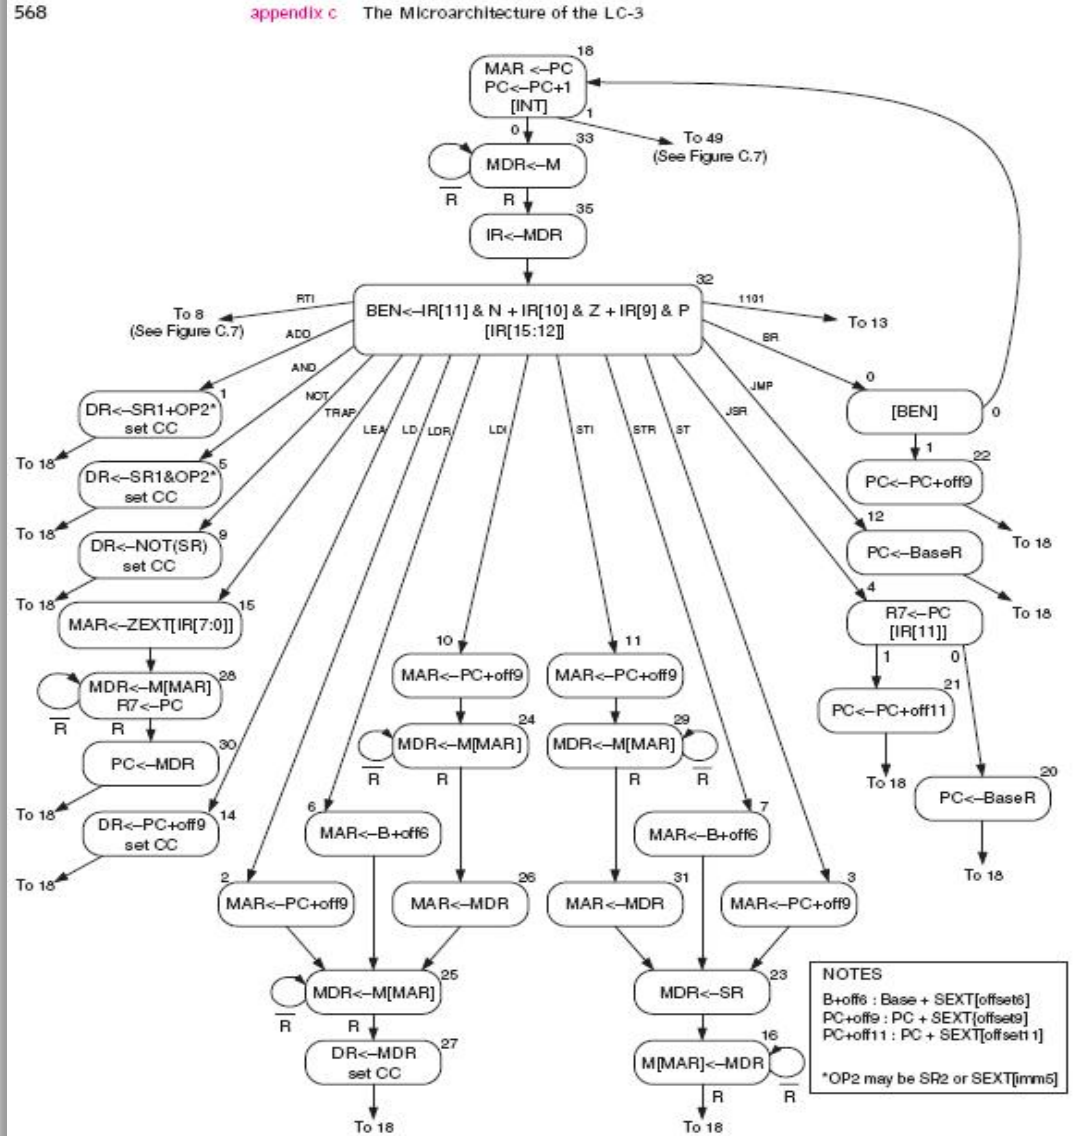 568
appendix c The Microarchitecture of the LC-3
18
MAR <–PC
PC<–PC+1
[INT]
0
1
To 49
(See Figure C.7)
33
MDR<–M
R̅
R
35
IR<–MDR
32
BEN<–IR[11] & N + IR[10] & Z + IR[9] & P
[IR[15:12]]
RTI
To 8
(See Figure C.7)
1101
To 13
ADD
AND
NOT
TRAP
LEA
LD
LDR
LDI
STI
STR
ST
JSR
JMP
BR
1
DR<–SR1+OP2*
set CC
To 18
5
DR<–SR1&OP2*
set CC
To 18
9
DR<–NOT(SR)
set CC
To 18
15
MAR<–ZEXT[IR[7:0]]
28
MDR<–M[MAR]
R7<–PC
R̅
R
30
PC<–MDR
To 18
14
DR<–PC+off9
set CC
To 18
2
MAR<–PC+off9
6
MAR<–B+off6
10
MAR<–PC+off9
24
MDR<–M[MAR]
R̅
R
26
MAR<–MDR
25
MDR<–M[MAR]
R̅
R
27
DR<–MDR
set CC
To 18
11
MAR<–PC+off9
29
MDR<–M[MAR]
R
R̅
31
MAR<–MDR
7
MAR<–B+off6
3
MAR<–PC+off9
23
MDR<–SR
16
M[MAR]<–MDR
R
R̅
To 18
0
[BEN]
0
1
22
PC<–PC+off9
To 18
12
PC<–BaseR
To 18
4
R7<–PC
[IR[11]]
1
0
21
PC<–PC+off11
To 18
20
PC<–BaseR
To 18
NOTES
B+off6 : Base + SEXT[offset6]
PC+off9 : PC + SEXT[offset9]
PC+off11 : PC + SEXT[offset11]
*OP2 may be SR2 or SEXT[imm5]